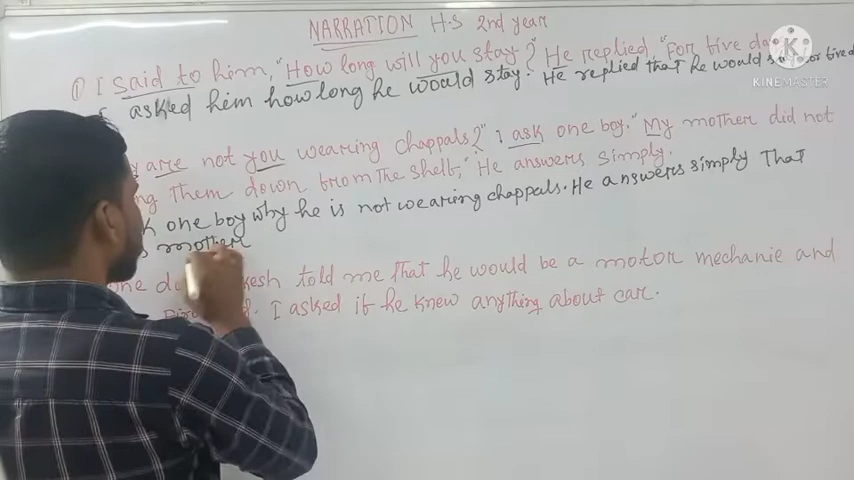 NARRATION H.S 2nd year
① I said to him, "How long will you stay?" He replied, "For five da
I asked him how long he would stay. He replied that he would s for five d
are not you wearing chappals?" I ask one boy. "My mother did not
ng them down from the shelf," He answers simply.
k one boy why he is not wearing chappals. He answers simply That
s mother
one d kesh told me that he would be a motor mechanie and
I asked if he knew anything about car.
K
KINEMASTER